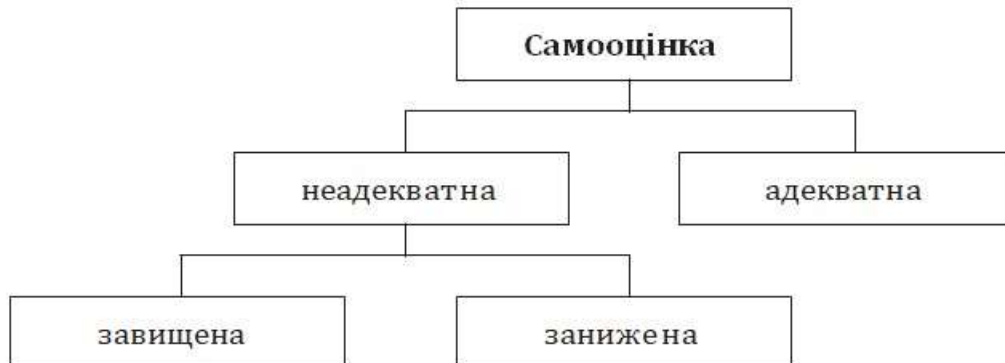 Самооцінка
неадекватна
адекватна
завищена
занижена